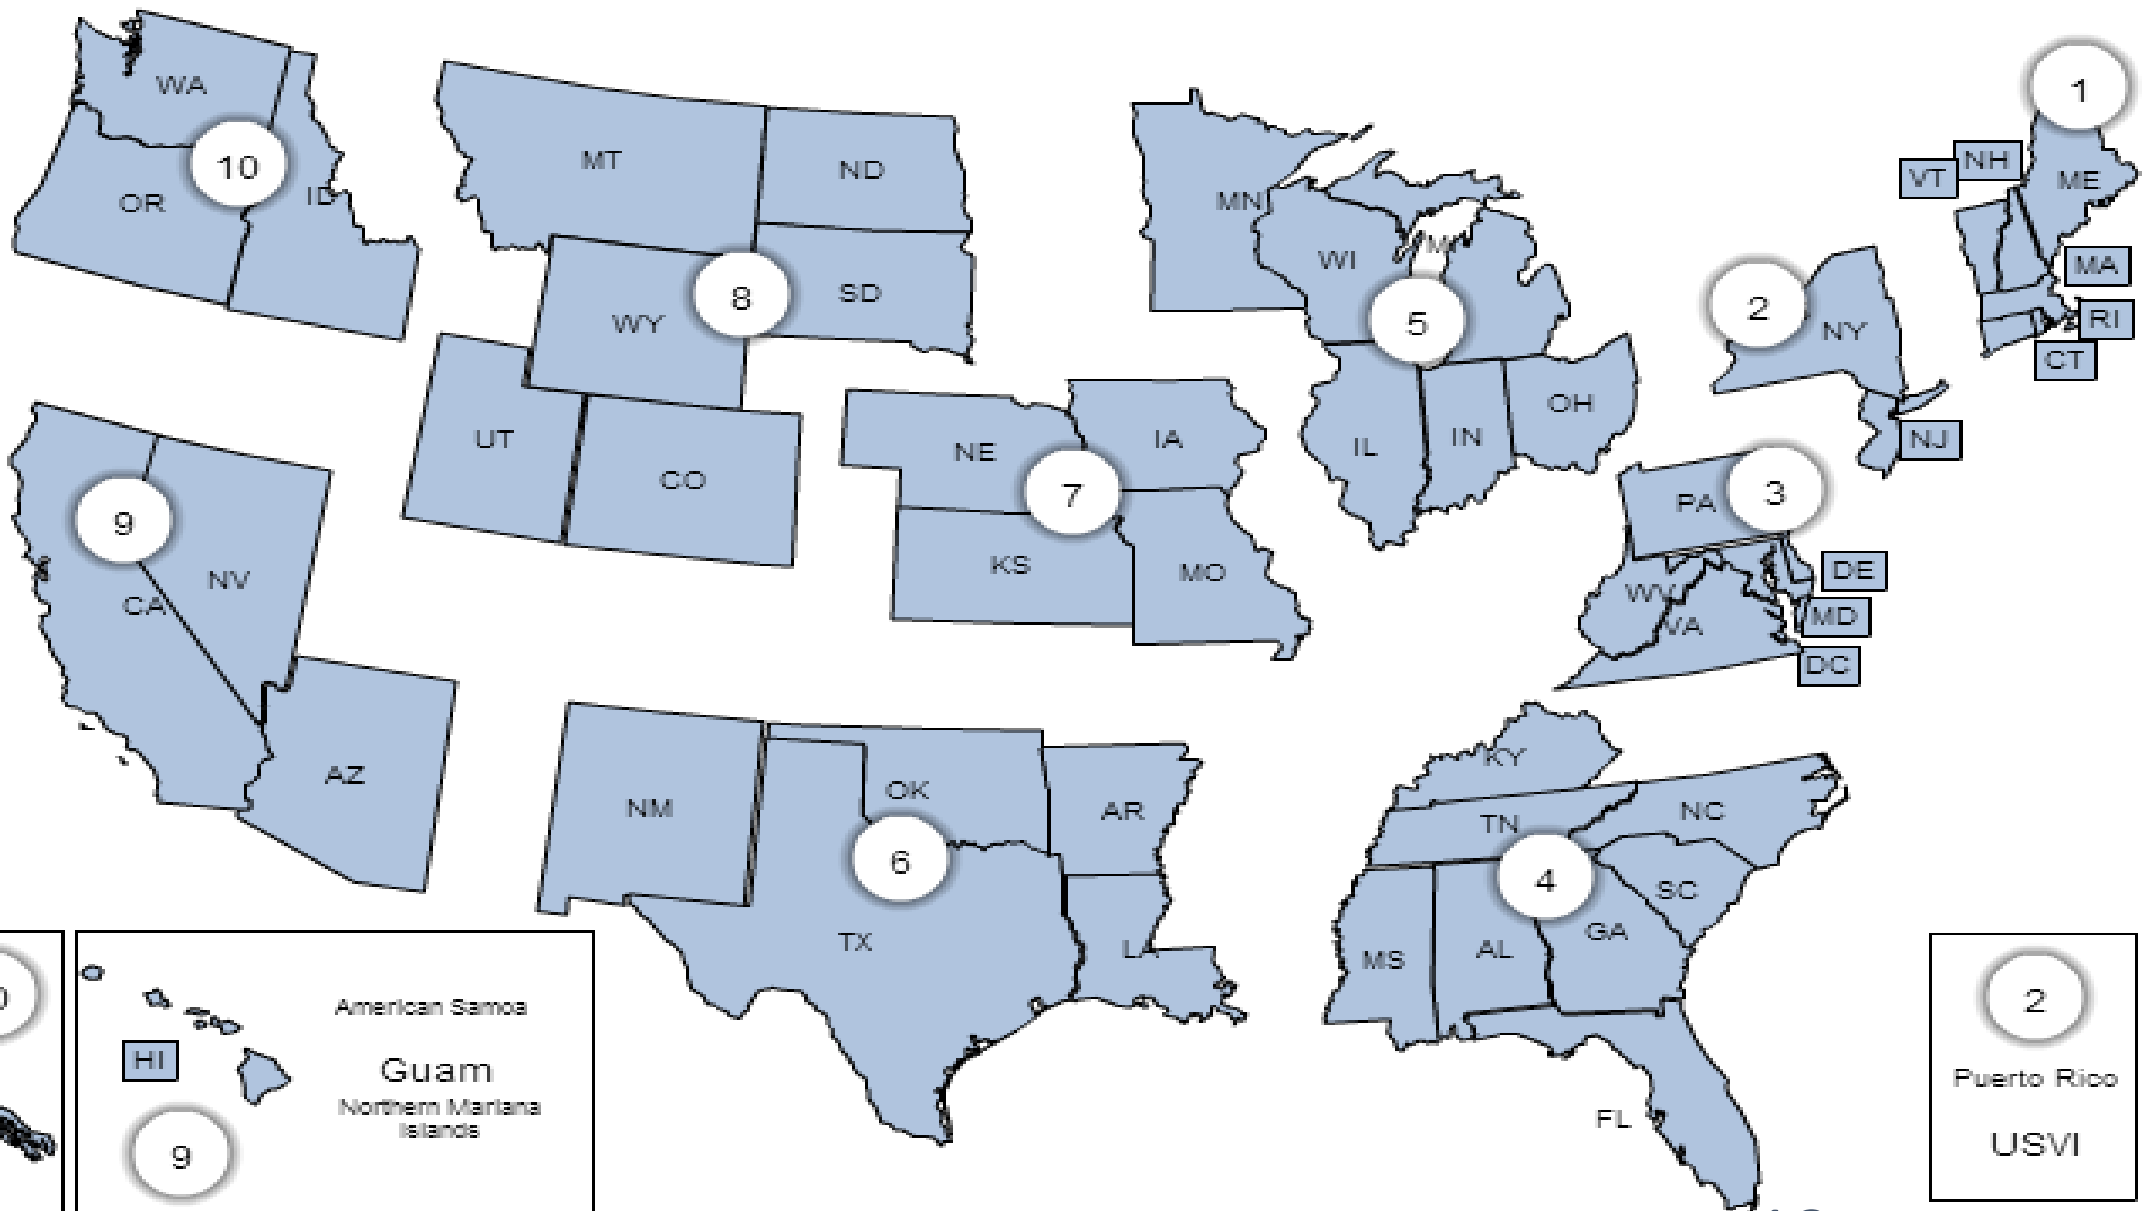 1
WA
MT
ND
NH
VT
ME
10
OR
ID
MN
WI
MA
8
SD
WY
5
2
NY
RI
CT
UT
CO
NE
IA
IL
IN
OH
NJ
7
PA
3
9
NV
CA
KS
MO
DE
WV
VA
MD
DC
KY
AZ
NM
OK
AR
TN
NC
6
4
SC
TX
LA
MS
AL
GA
American Samoa
HI
Guam
Northern Mariana
Islands
9
FL
2
Puerto Rico
USVI